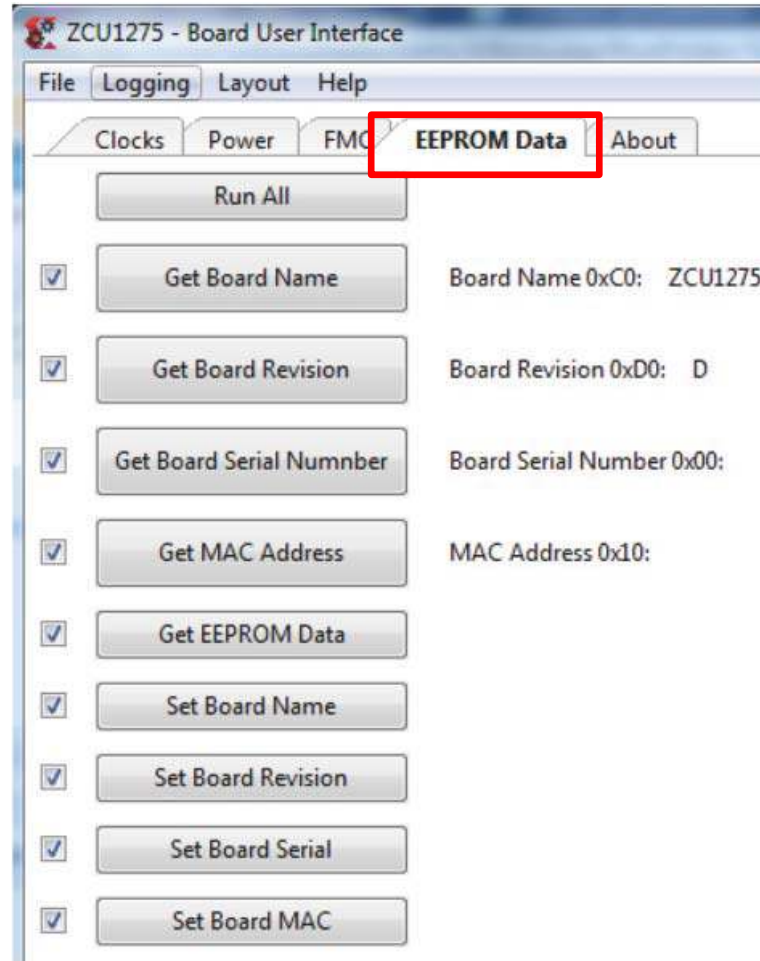 ZCU1275 - Board User Interface
File Logging Layout Help
Clocks Power FMC EEPROM Data About
Run All
Get Board Name Board Name 0xC0: ZCU1275
Get Board Revision Board Revision 0xD0: D
Get Board Serial Numnber Board Serial Number 0x00:
Get MAC Address MAC Address 0x10:
Get EEPROM Data
Set Board Name
Set Board Revision
Set Board Serial
Set Board MAC